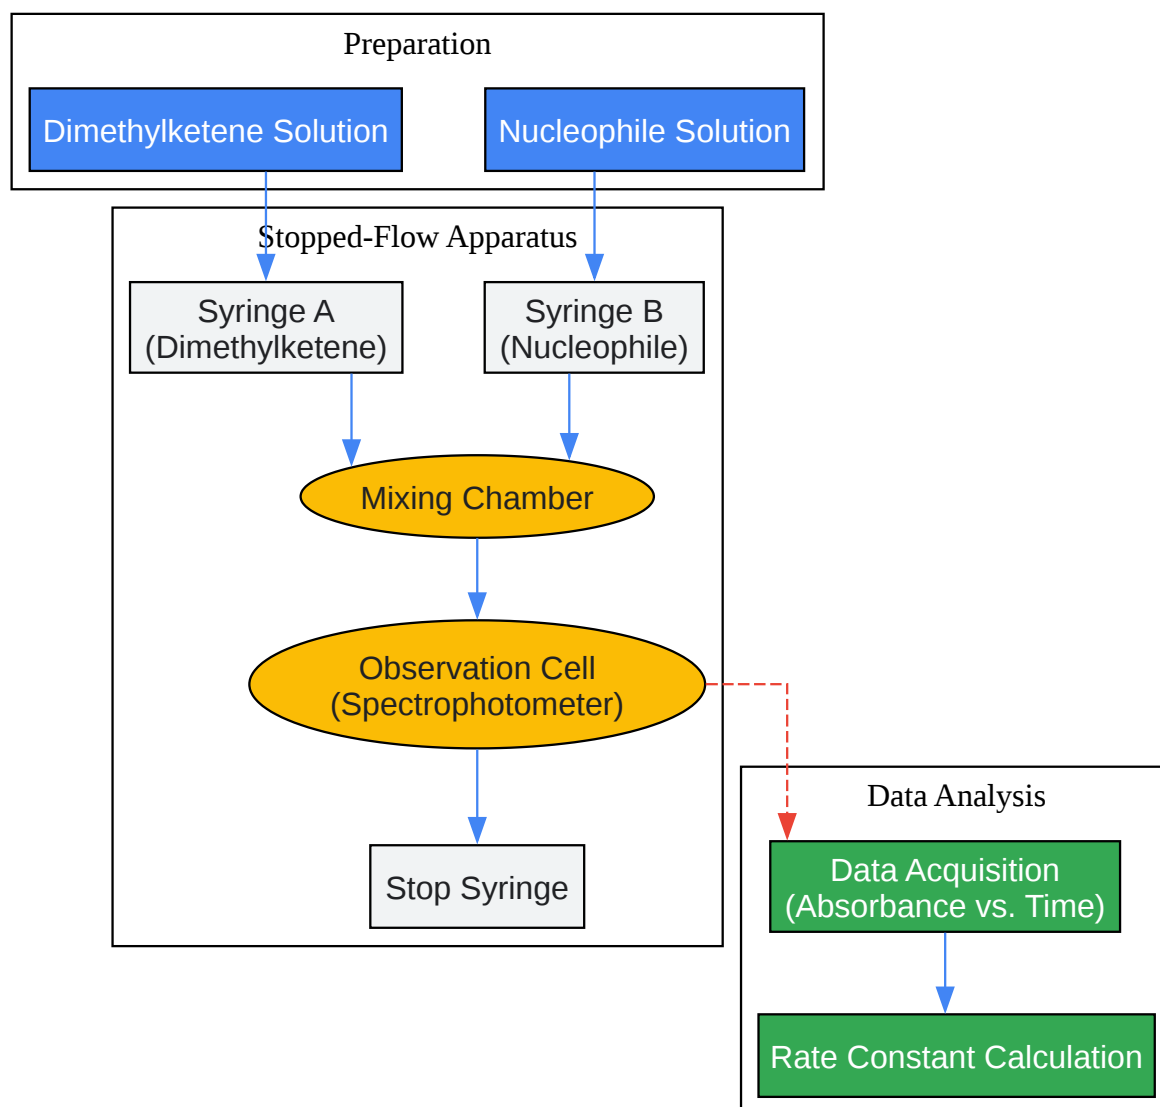 Preparation
Dimethylketene Solution
Nucleophile Solution
Stopped-Flow Apparatus
Syringe A
(Dimethylketene)
Syringe B
(Nucleophile)
Mixing Chamber
Observation Cell
(Spectrophotometer)
Stop Syringe
Data Analysis
Data Acquisition
(Absorbance vs. Time)
Rate Constant Calculation